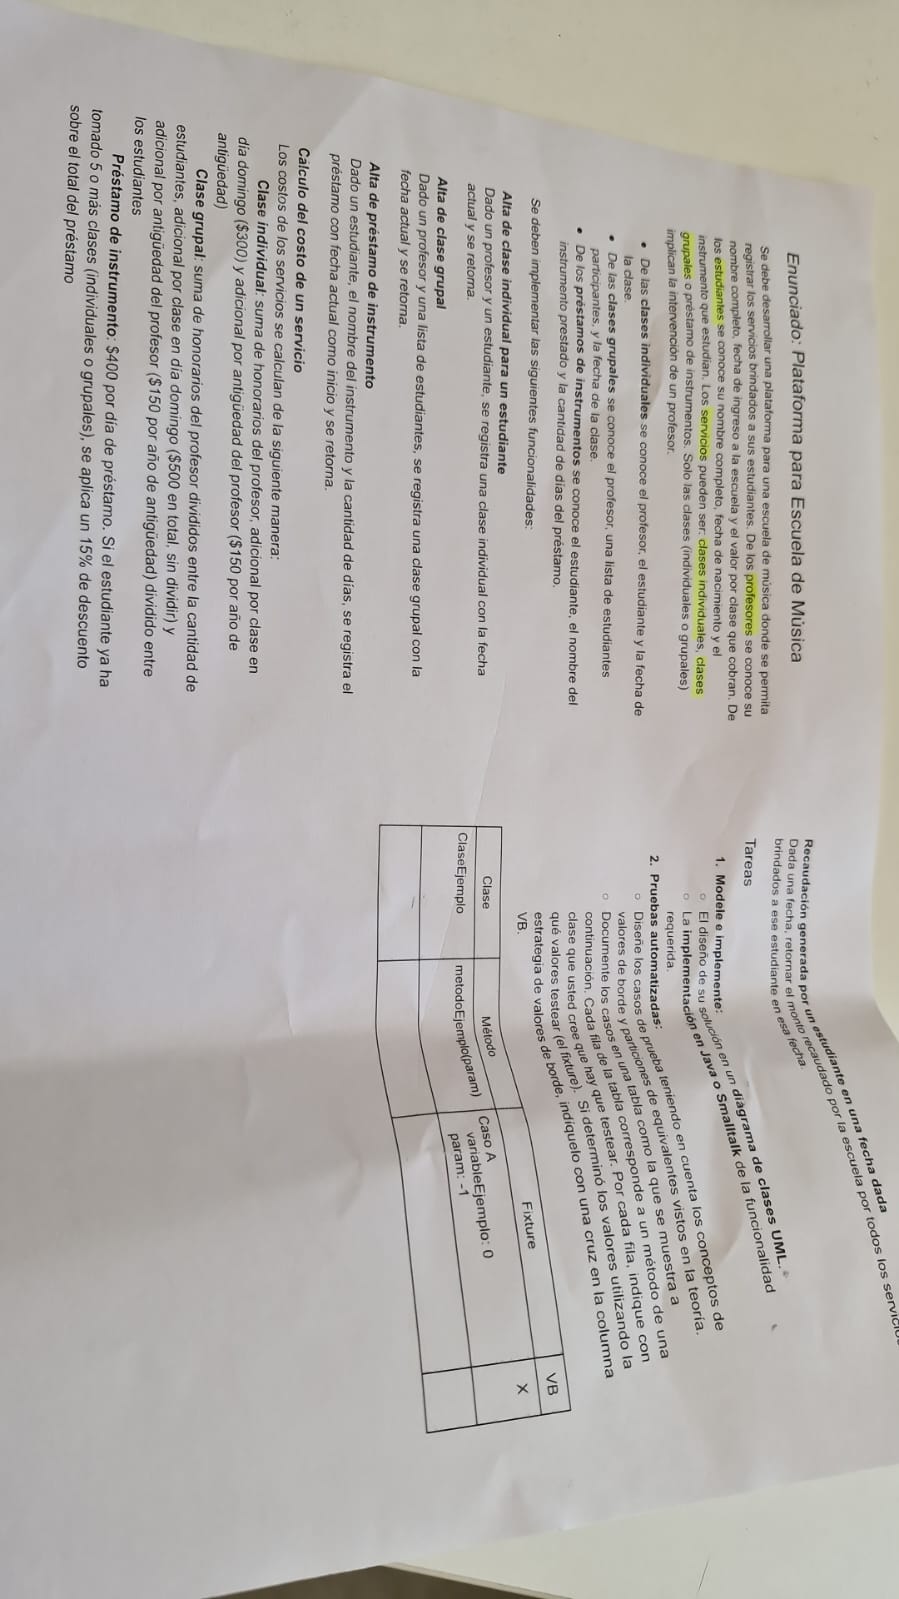 Enunciado: Plataforma para Escuela de Música
Se debe desarrollar una plataforma para una escuela de música donde se permita
registrar los servicios brindados a sus estudiantes. De los profesores se conoce su
nombre completo, fecha de ingreso a la escuela y el valor por clase que cobran. De
los estudiantes se conoce su nombre completo, fecha de nacimiento y el
instrumento que estudian. Los servicios pueden ser: clases individuales, clases
grupales o préstamo de instrumentos. Solo las clases (individuales o grupales)
implican la intervención de un profesor.
• De las clases individuales se conoce el profesor, el estudiante y la fecha de
la clase.
• De las clases grupales se conoce el profesor, una lista de estudiantes
participantes, y la fecha de la clase.
• De los préstamos de instrumentos se conoce el estudiante, el nombre del
instrumento prestado y la cantidad de días del préstamo.
Se deben implementar las siguientes funcionalidades:
Alta de clase individual para un estudiante
Dado un profesor y un estudiante, se registra una clase individual con la fecha
actual y se retorna.
Alta de clase grupal
Dado un profesor y una lista de estudiantes, se registra una clase grupal con la
fecha actual y se retorna.
Alta de préstamo de instrumento
Dado un estudiante, el nombre del instrumento y la cantidad de días, se registra el
préstamo con fecha actual como inicio y se retorna.
Cálculo del costo de un servicio
Los costos de los servicios se calculan de la siguiente manera:
Clase individual: suma de honorarios del profesor, adicional por clase en
día domingo ($300) y adicional por antigüedad del profesor ($150 por año de
antigüedad)
Clase grupal: suma de honorarios del profesor divididos entre la cantidad de
estudiantes, adicional por clase en día domingo ($500 en total, sin dividir) y
adicional por antigüedad del profesor ($150 por año de antigüedad) dividido entre
los estudiantes
Préstamo de instrumento: $400 por día de préstamo. Si el estudiante ya ha
tomado 5 o más clases (individuales o grupales), se aplica un 15% de descuento
sobre el total del préstamo
Recaudación generada por un estudiante en una fecha dada
Dada una fecha, retornar el monto recaudado por la escuela por todos los
brindados a ese estudiante en esa fecha.
Tareas
1. Modele e implemente:
○ El diseño de su solución en un diagrama de clases UML.
○ La implementación en Java o Smalltalk de la funcionalidad
requerida.
2. Pruebas automatizadas:
○ Diseñe los casos de prueba teniendo en cuenta los conceptos de
valores de borde y particiones de equivalentes vistos en la teoría.
○ Documente los casos en una tabla como la que se muestra a
continuación. Cada fila de la tabla corresponde a un método de una
clase que usted cree que hay que testear. Por cada fila, indique con
qué valores testear (el fixture). Si determinó los valores utilizando la
estrategia de valores de borde, indíquelo con una cruz en la columna
VB.
Clase Método Fixture VB
ClaseEjemplo metodoEjemplo(param) Caso A X
variableEjemplo: 0
param: -1